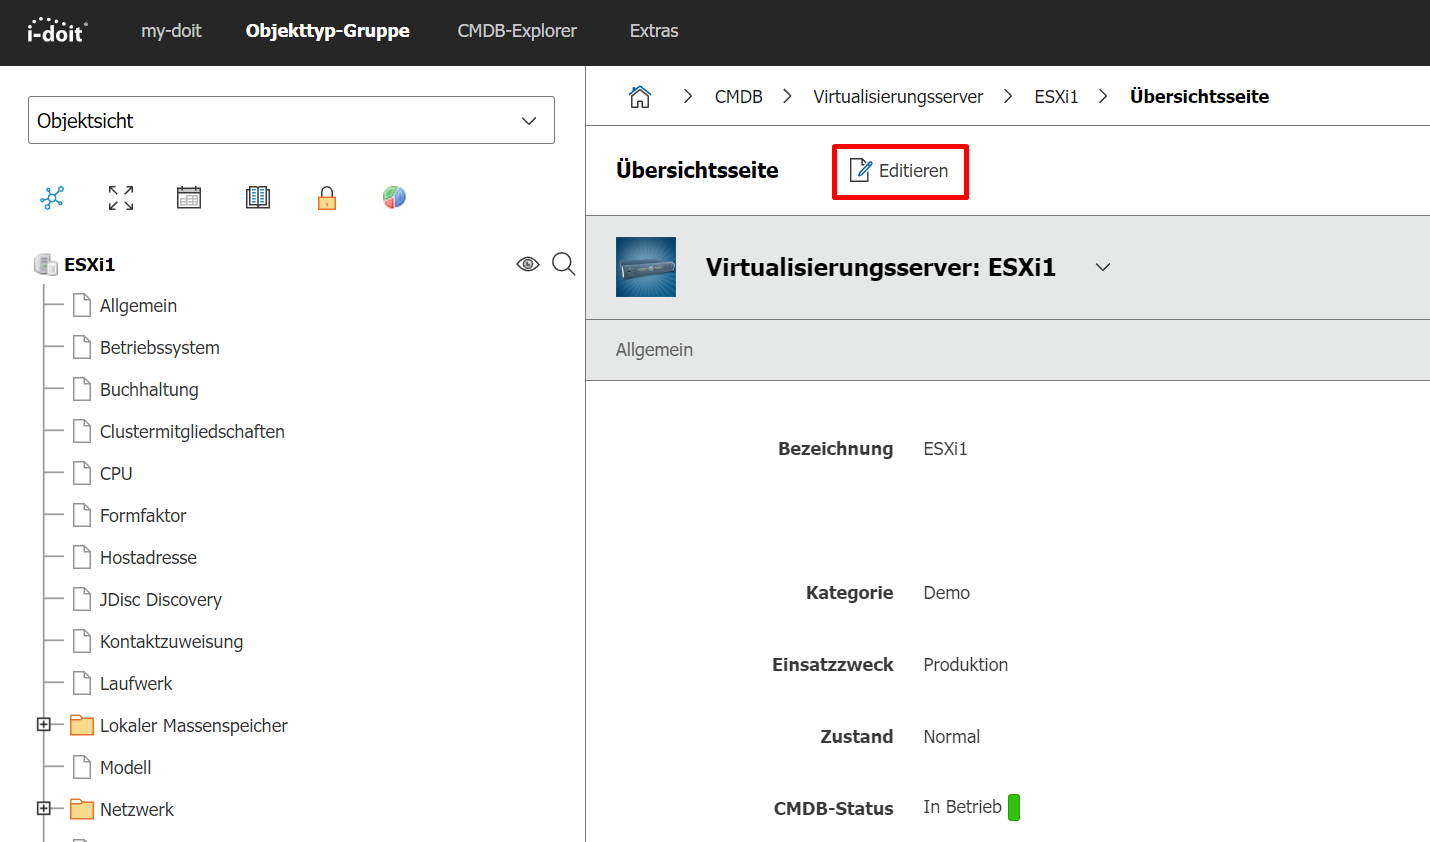 i-doit
my-doit Objekttyp-Gruppe CMDB-Explorer Extras
Objektsicht
CMDB > Virtualisierungsserver > ESXi1 > Übersichtsseite
Übersichtsseite Editieren
Virtualisierungsserver: ESXi1
ESXi1
Allgemein
Betriebssystem
Buchhaltung
Clustermitgliedschaften
CPU
Formfaktor
Hostadresse
JDisc Discovery
Kontaktzuweisung
Laufwerk
Lokaler Massenspeicher
Modell
Netzwerk
Allgemein
Bezeichnung ESXi1
Kategorie Demo
Einsatzzweck Produktion
Zustand Normal
CMDB-Status In Betrieb